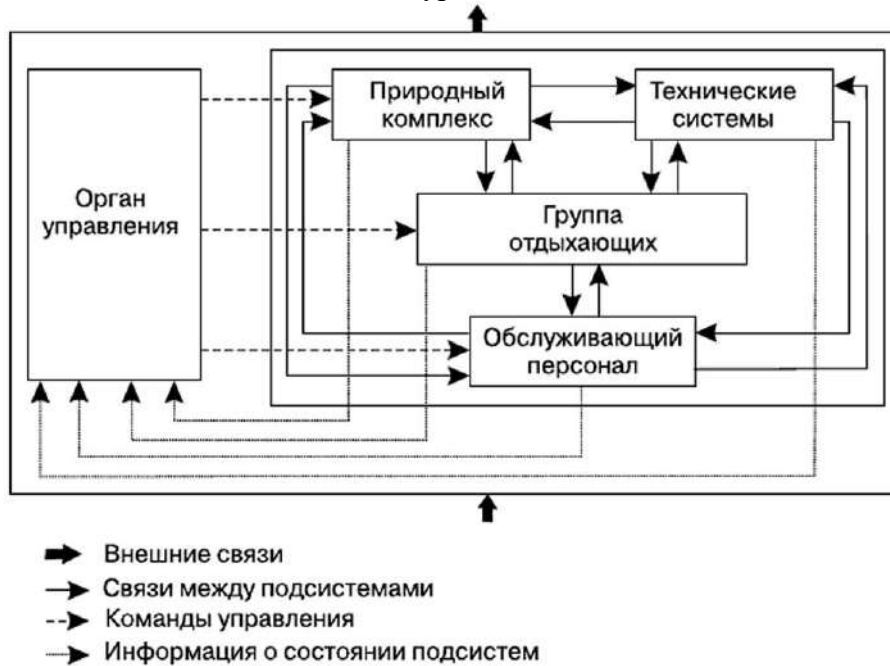 Природный
комплекс
Технические
системы
Орган
управления
Группа
отдыхающих
Обслуживающий
персонал
Внешние связи
Связи между подсистемами
Команды управления
Информация о состоянии подсистем